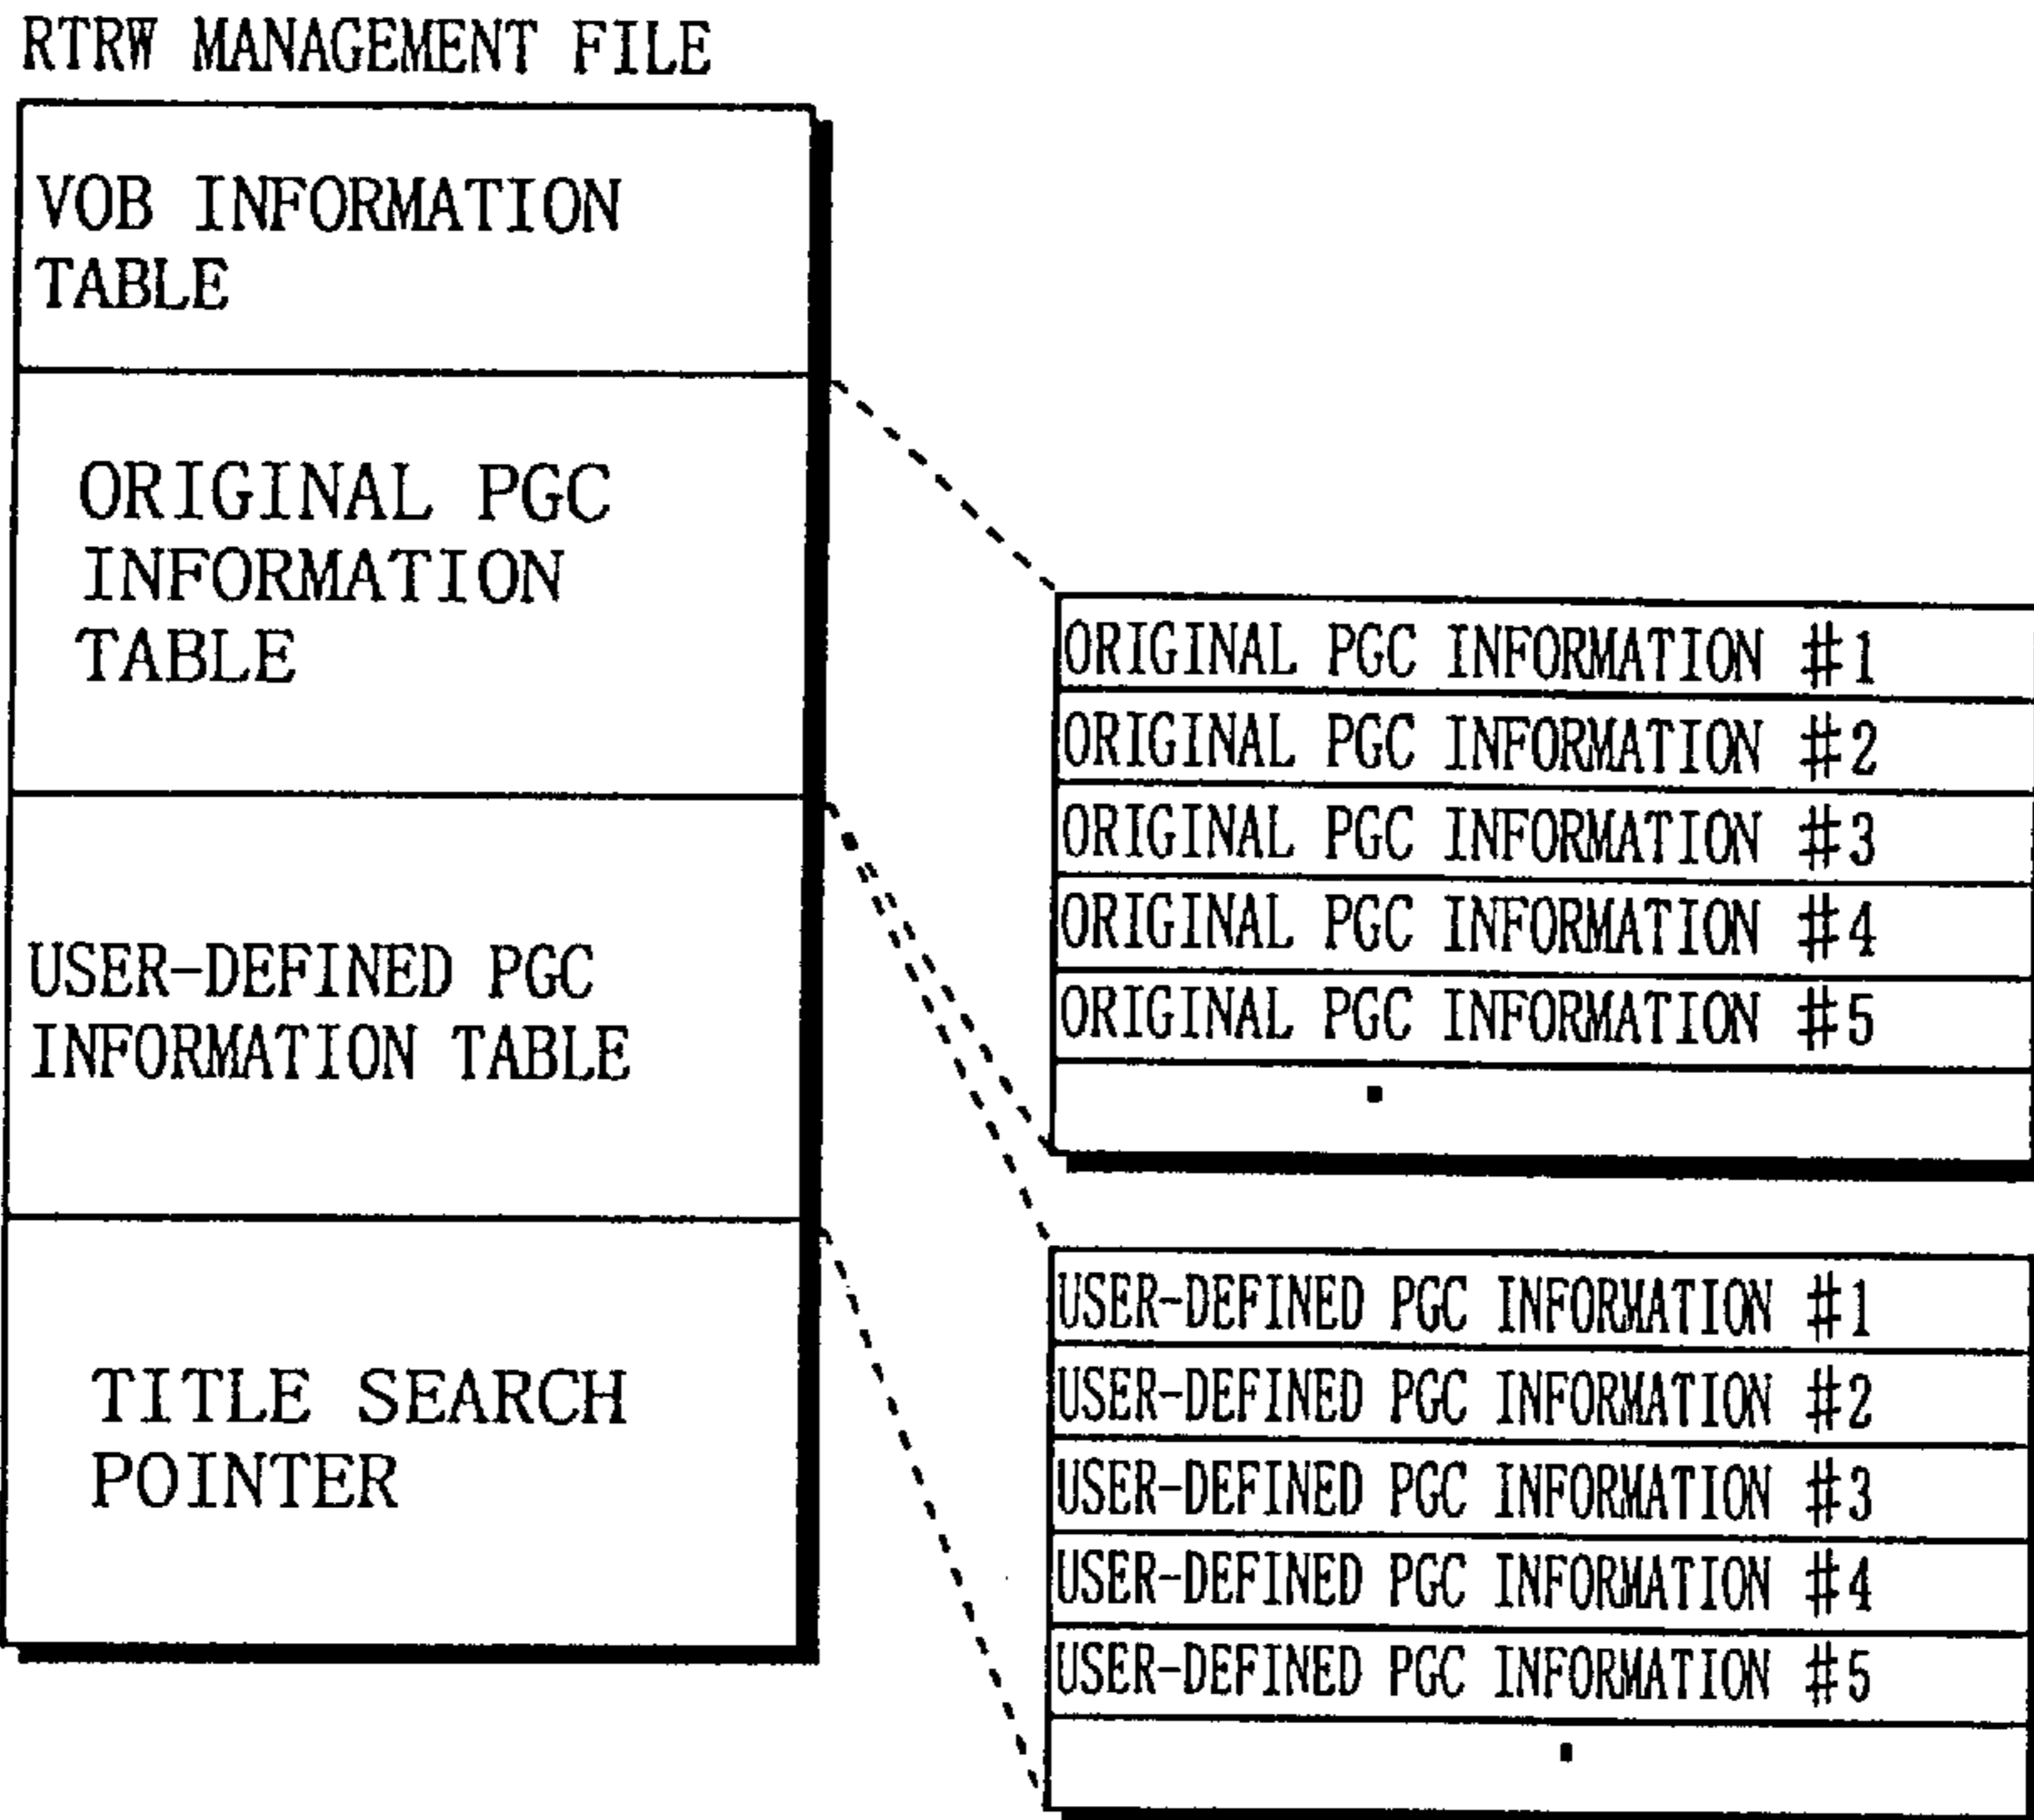 RTRW MANAGEMENT FILE
VOB INFORMATION
TABLE
ORIGINAL PGC
INFORMATION
TABLE
USER-DEFINED PGC
INFORMATION TABLE
TITLE SEARCH
POINTER
ORIGINAL PGC INFORMATION #1
ORIGINAL PGC INFORMATION #2
ORIGINAL PGC INFORMATION #3
ORIGINAL PGC INFORMATION #4
ORIGINAL PGC INFORMATION #5
USER-DEFINED PGC INFORMATION #1
USER-DEFINED PGC INFORMATION #2
USER-DEFINED PGC INFORMATION #3
USER-DEFINED PGC INFORMATION #4
USER-DEFINED PGC INFORMATION #5